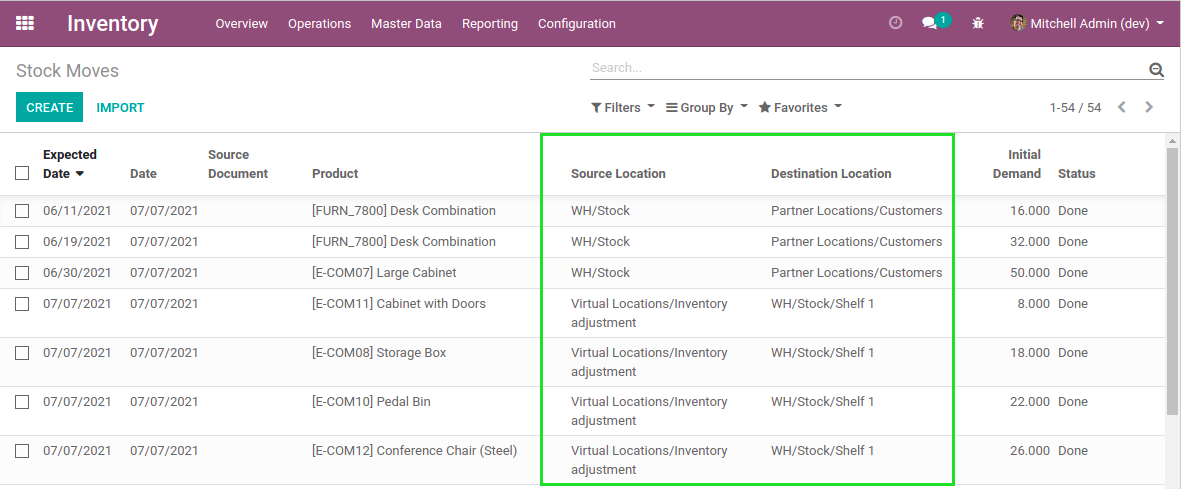 Inventory Overview Operations Master Data Reporting Configuration 1 Mitchell Admin (dev)
Stock Moves Search...
CREATE IMPORT Filters Group By Favorites 1-54 / 54
Expected Source Initial
Date Date Document Product Source Location Destination Location Demand Status
06/11/2021 07/07/2021 [FURN_7800] Desk Combination WH/Stock Partner Locations/Customers 16.000 Done
06/19/2021 07/07/2021 [FURN_7800] Desk Combination WH/Stock Partner Locations/Customers 32.000 Done
06/30/2021 07/07/2021 [E-COM07] Large Cabinet WH/Stock Partner Locations/Customers 50.000 Done
07/07/2021 07/07/2021 [E-COM11] Cabinet with Doors Virtual Locations/Inventory WH/Stock/Shelf 1 8.000 Done
adjustment
07/07/2021 07/07/2021 [E-COM08] Storage Box Virtual Locations/Inventory WH/Stock/Shelf 1 18.000 Done
adjustment
07/07/2021 07/07/2021 [E-COM10] Pedal Bin Virtual Locations/Inventory WH/Stock/Shelf 1 22.000 Done
adjustment
07/07/2021 07/07/2021 [E-COM12] Conference Chair (Steel) Virtual Locations/Inventory WH/Stock/Shelf 1 26.000 Done
adjustment